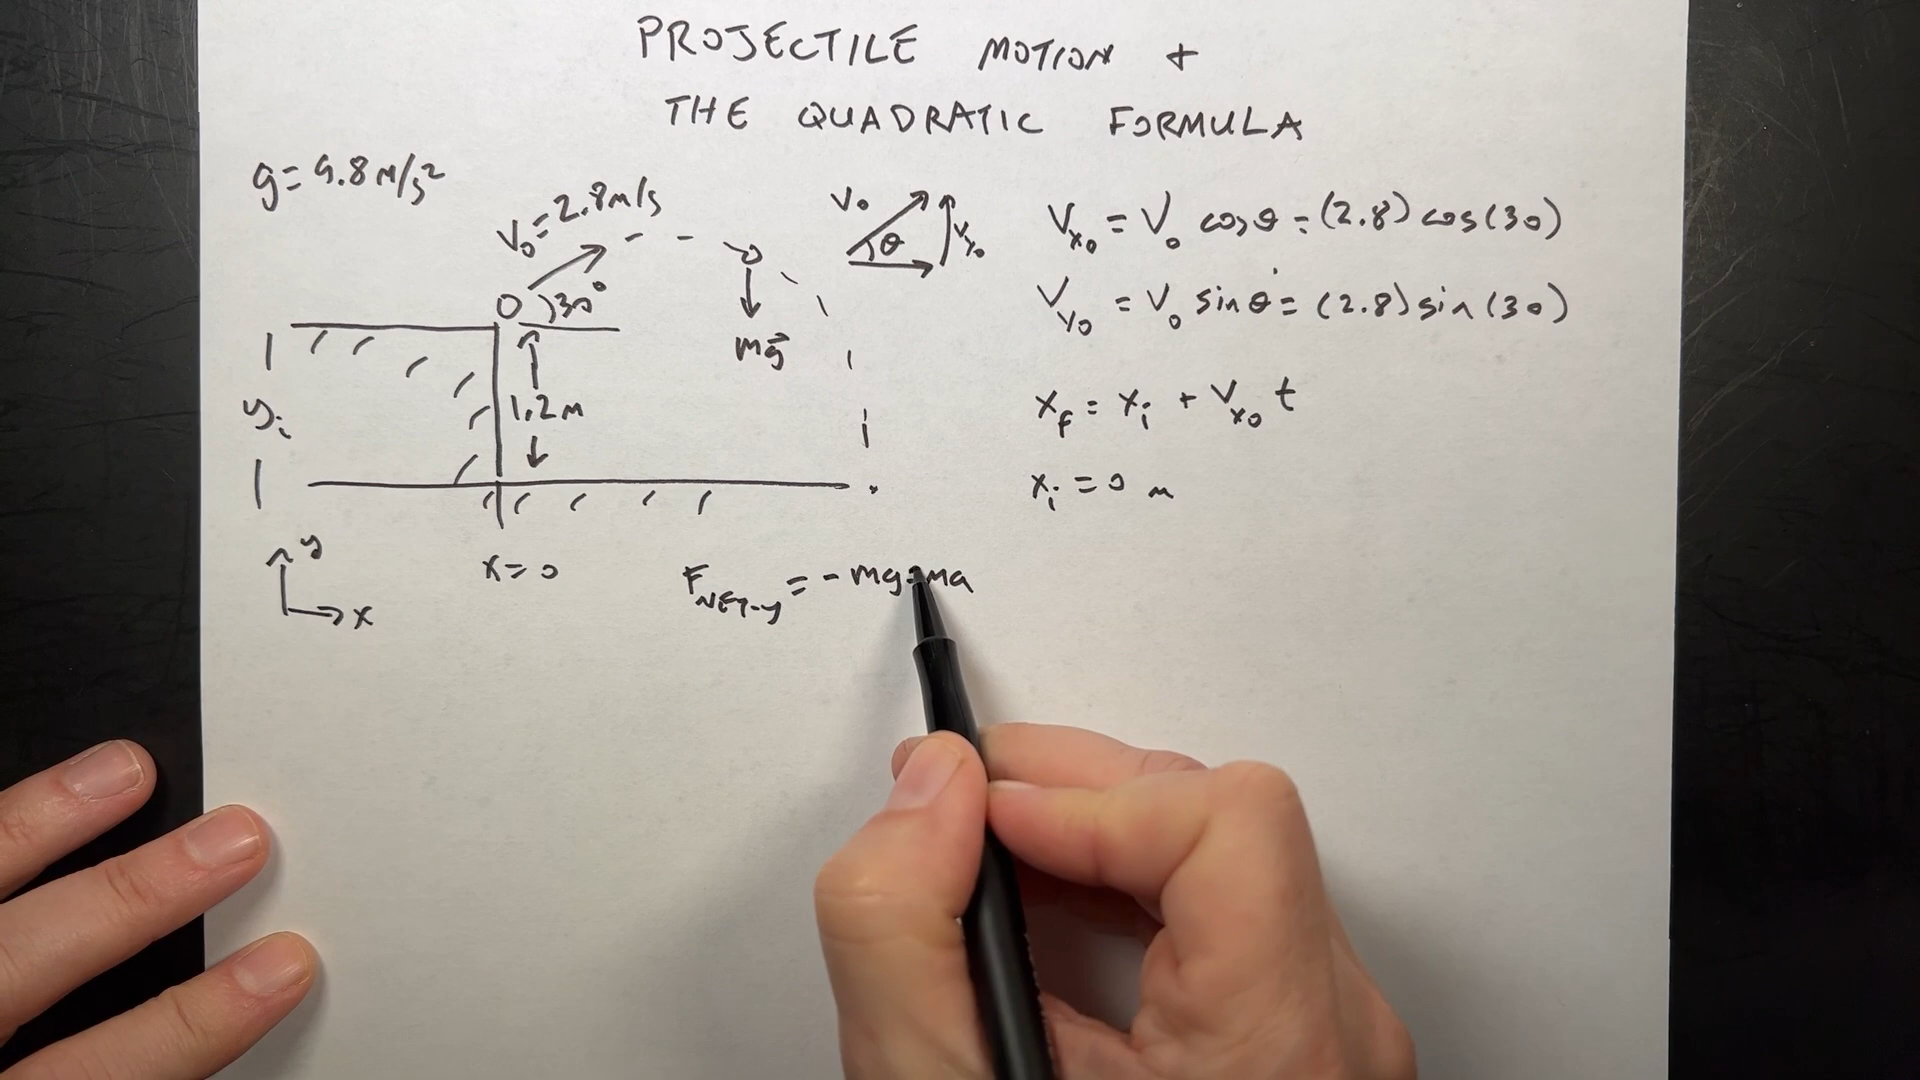 PROJECTILE MOTION +
THE QUADRATIC FORMULA
g = 9.8 m/s²
V₀ = 2.8 m/s
30°
mg⃗
yᵢ
1.2 m
y
x
x = 0
V₀
θ
Vy₀
Vx₀ = V₀ cos θ = (2.8) cos (30)
Vy₀ = V₀ sin θ = (2.8) sin (30)
x_f = xᵢ + Vx₀ t
xᵢ = 0 m
F_NET-y = - mg = ma